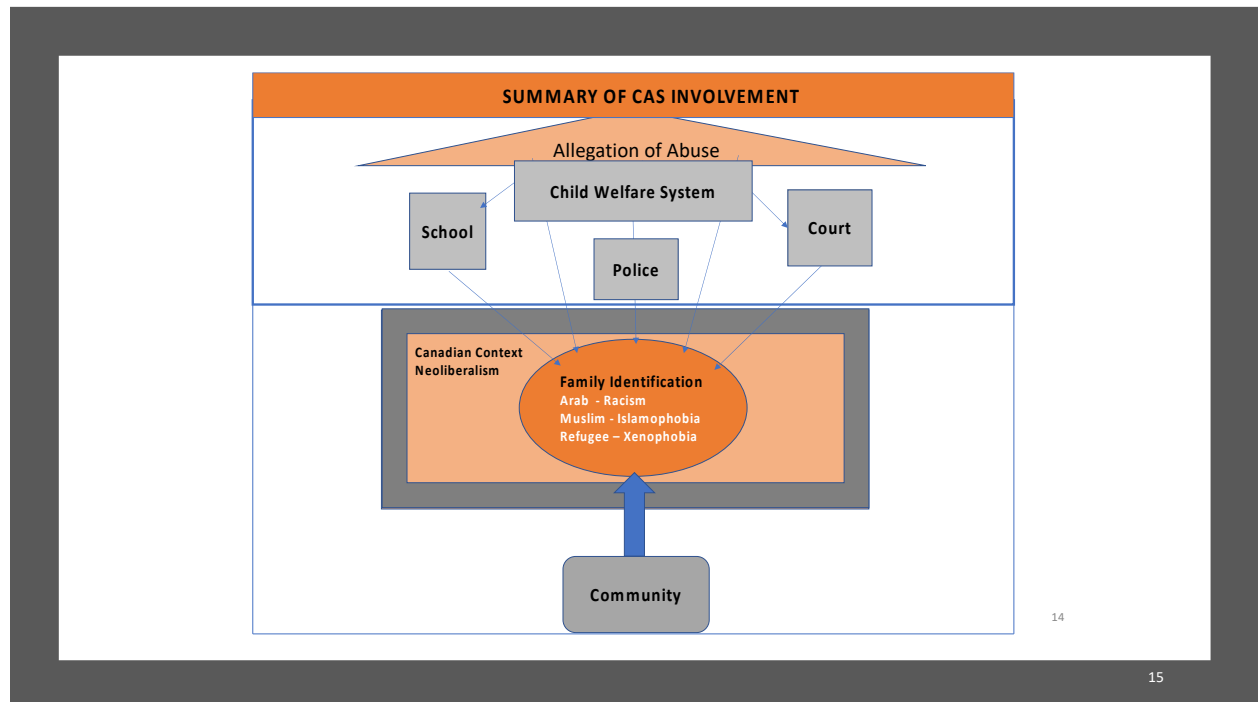 SUMMARY OF CAS INVOLVEMENT
Allegation of Abuse
Child Welfare System
School
Court
Police
Canadian Context
Neoliberalism
Family Identification
Arab - Racism
Muslim - Islamophobia
Refugee – Xenophobia
Community
14
15